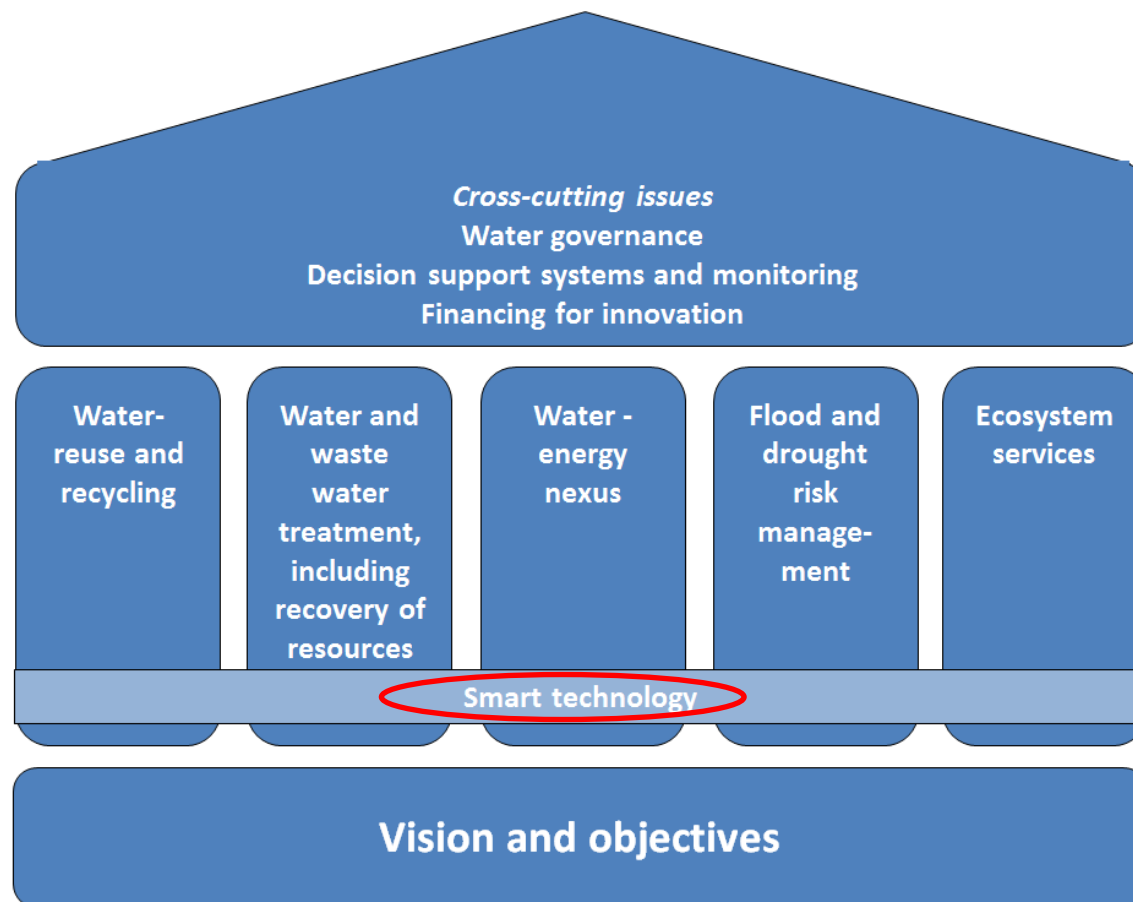 Cross-cutting issues
Water governance
Decision support systems and monitoring
Financing for innovation
Water-
reuse and
recycling
Water and
waste
water
treatment,
including
recovery of
resources
Water -
energy
nexus
Flood and
drought
risk
manage-
ment
Ecosystem
services
Smart technology
Vision and objectives